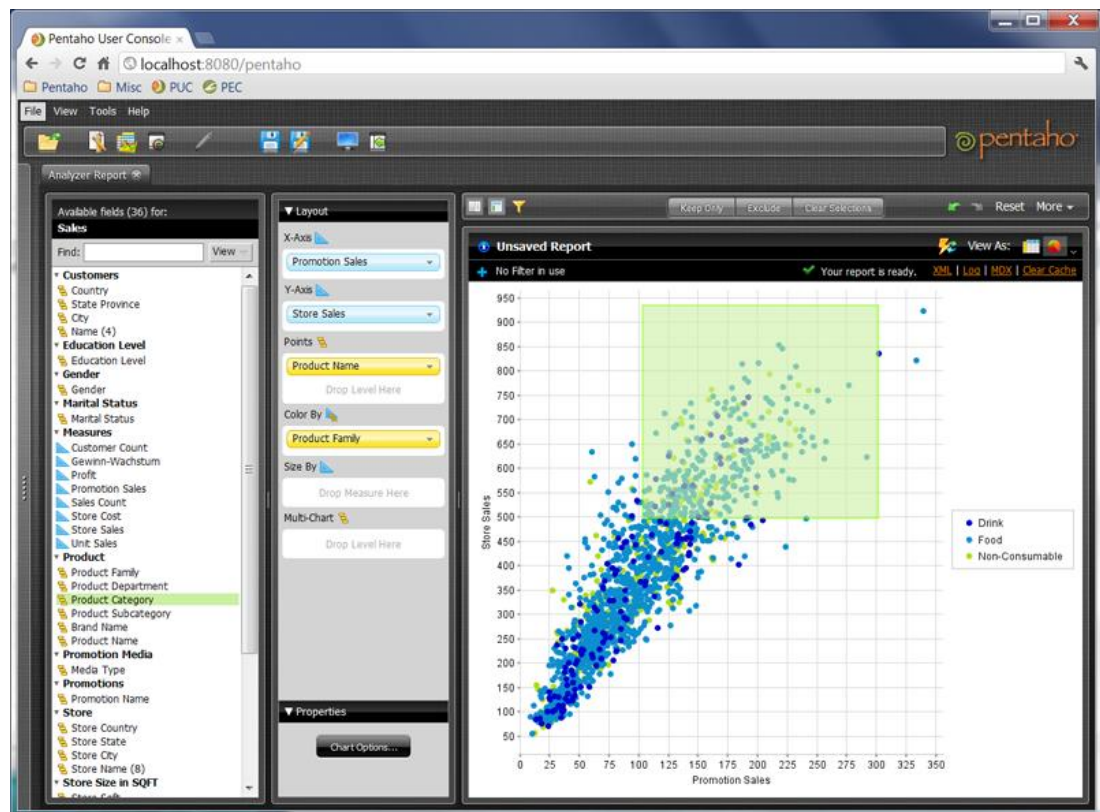 Pentaho User Console
localhost:8080/pentaho
Pentaho Misc PUC PEC
File View Tools Help
pentaho
Analyzer Report
Available fields (36) for:
Sales
Find: View
Customers
Country
State Province
City
Name (4)
Education Level
Education Level
Gender
Gender
Marital Status
Marital Status
Measures
Customer Count
Gewinn-Wachstum
Profit
Promotion Sales
Sales Count
Store Cost
Store Sales
Unit Sales
Product
Product Family
Product Department
Product Category
Product Subcategory
Brand Name
Product Name
Promotion Media
Media Type
Promotions
Promotion Name
Store
Store Country
Store State
Store City
Store Name (8)
Store Size in SQFT
Layout
X-Axis
Promotion Sales
Y-Axis
Store Sales
Points
Product Name
Drop Level Here
Color By
Product Family
Size By
Drop Measure Here
Multi-Chart
Drop Level Here
Properties
Chart Options...
Keep Only Exclude Clear Selections Reset More
Unsaved Report View As:
No Filter in use Your report is ready. XML | Log | MDX | Clear Cache
950
900
850
800
750
700
650
600
550
500
450
400
350
300
250
200
150
100
50
Store Sales
0 25 50 75 100 125 150 175 200 225 250 275 300 325 350
Promotion Sales
Drink
Food
Non-Consumable